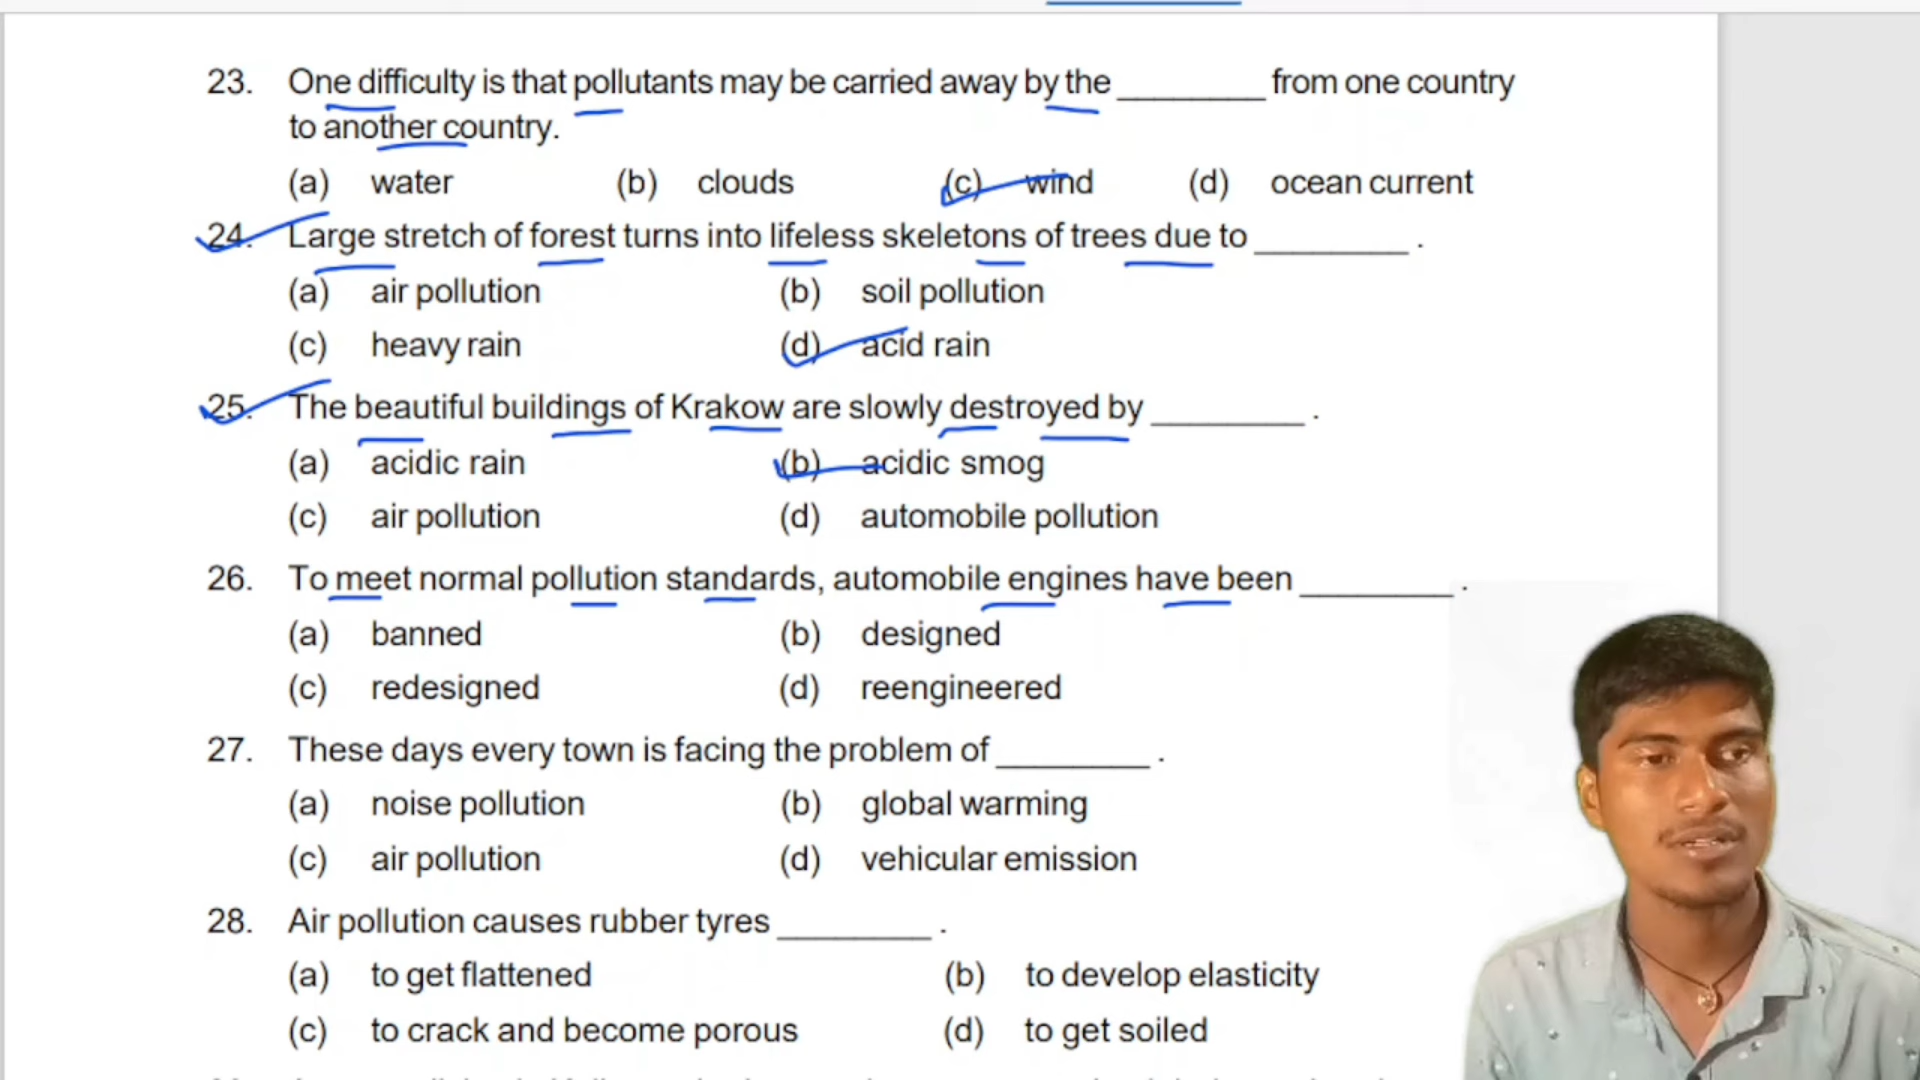 23. One difficulty is that pollutants may be carried away by the ________ from one country
to another country.
(a) water (b) clouds (c) wind (d) ocean current
24. Large stretch of forest turns into lifeless skeletons of trees due to ________ .
(a) air pollution (b) soil pollution
(c) heavy rain (d) acid rain
25. The beautiful buildings of Krakow are slowly destroyed by ________ .
(a) acidic rain (b) acidic smog
(c) air pollution (d) automobile pollution
26. To meet normal pollution standards, automobile engines have been ________ .
(a) banned (b) designed
(c) redesigned (d) reengineered
27. These days every town is facing the problem of ________ .
(a) noise pollution (b) global warming
(c) air pollution (d) vehicular emission
28. Air pollution causes rubber tyres ________ .
(a) to get flattened (b) to develop elasticity
(c) to crack and become porous (d) to get soiled